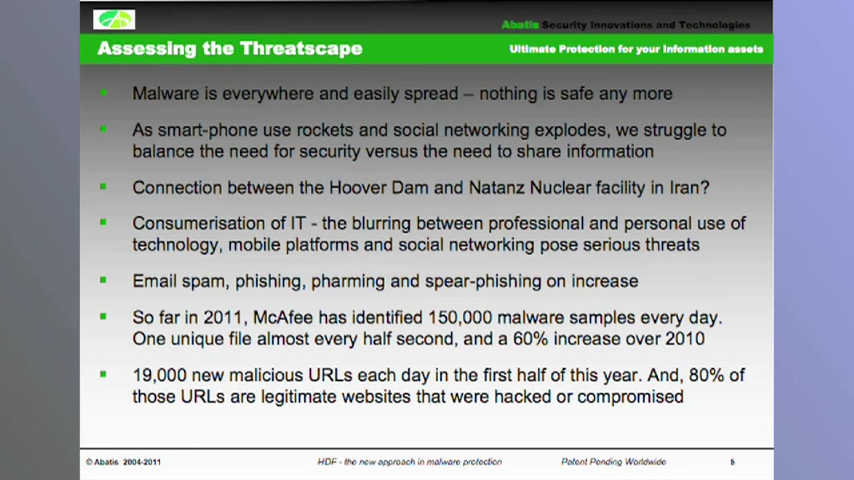 Abatis Security Innovations and Technologies
Assessing the Threatscape
Ultimate Protection for your information assets
Malware is everywhere and easily spread – nothing is safe any more
As smart-phone use rockets and social networking explodes, we struggle to
balance the need for security versus the need to share information
Connection between the Hoover Dam and Natanz Nuclear facility in Iran?
Consumerisation of IT - the blurring between professional and personal use of
technology, mobile platforms and social networking pose serious threats
Email spam, phishing, pharming and spear-phishing on increase
So far in 2011, McAfee has identified 150,000 malware samples every day.
One unique file almost every half second, and a 60% increase over 2010
19,000 new malicious URLs each day in the first half of this year. And, 80% of
those URLs are legitimate websites that were hacked or compromised
© Abatis 2004-2011
HDF - the new approach in malware protection
Patent Pending Worldwide
5